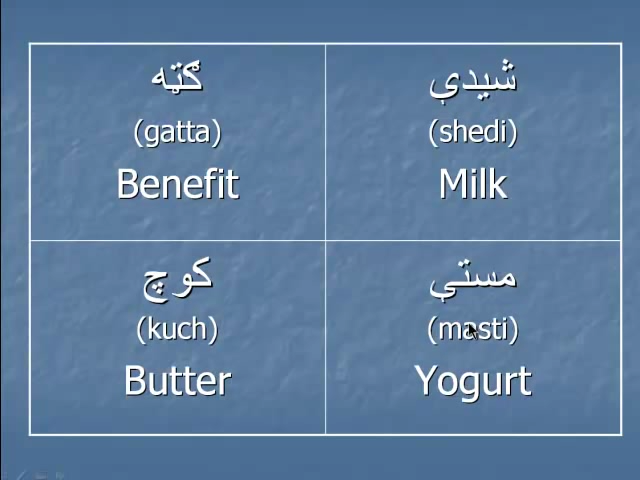 ګټه
(gatta)
Benefit
شيدې
(shedi)
Milk
کوچ
(kuch)
Butter
مستې
(masti)
Yogurt